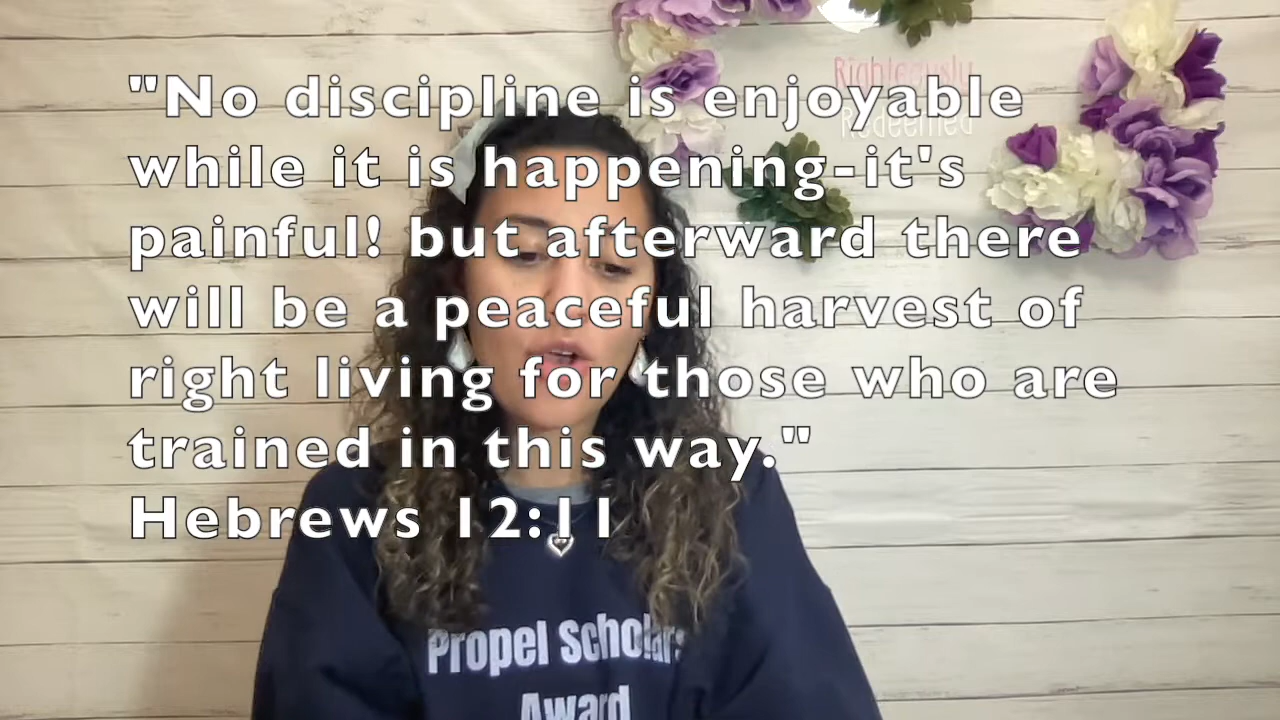 "No discipline is enjoyable
while it is happening-it's
painful! but afterward there
will be a peaceful harvest of
right living for those who are
trained in this way."
Hebrews 12:11
Righteously
Redeemed
Propel Scholars
Award